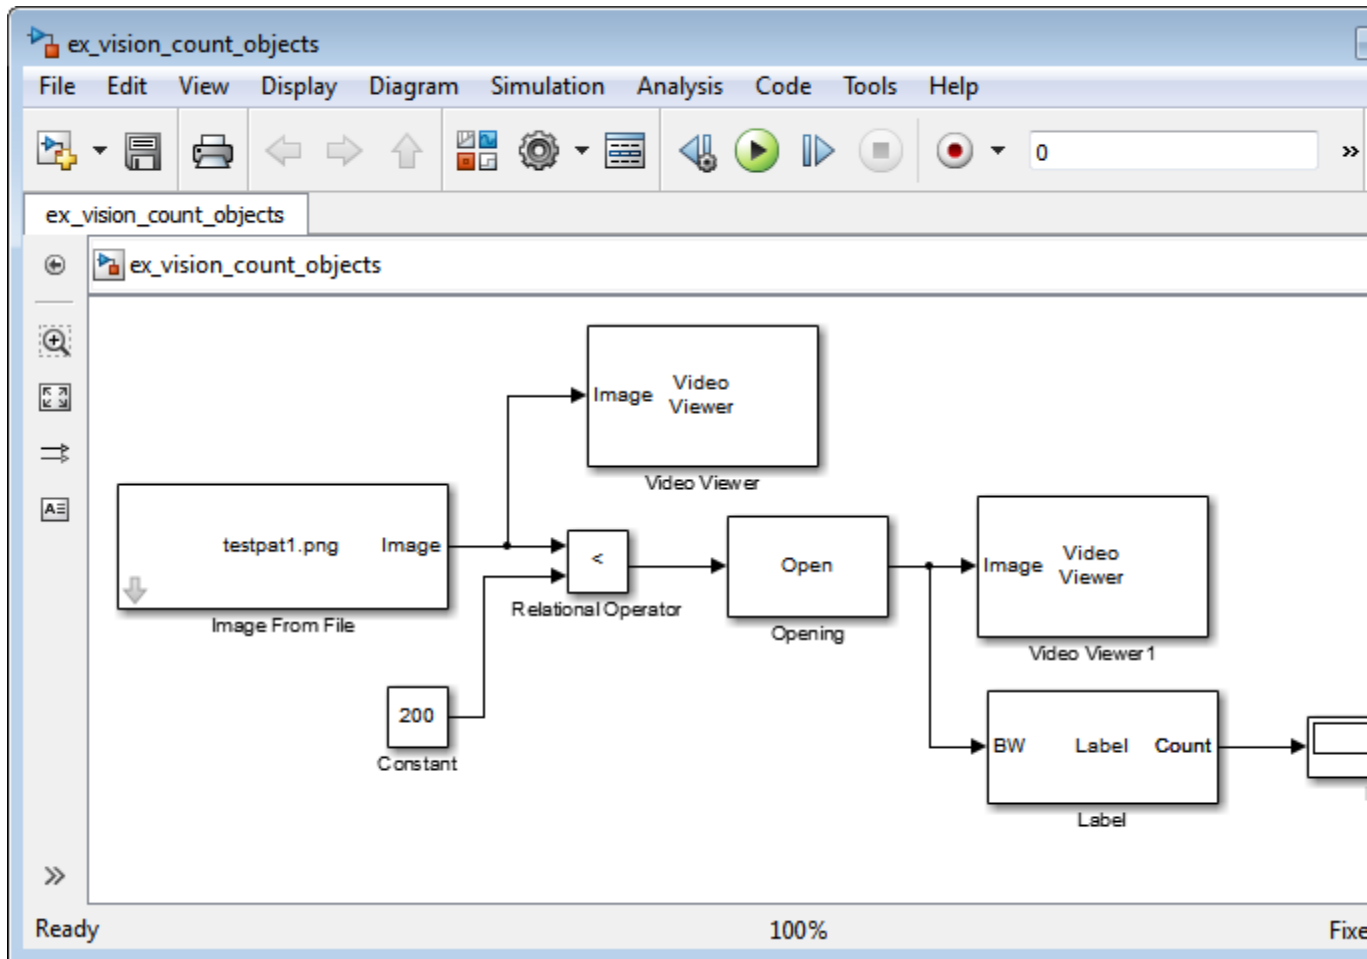 ex_vision_count_objects
File Edit View Display Diagram Simulation Analysis Code Tools Help
0
ex_vision_count_objects
ex_vision_count_objects
Image Video
Viewer
Video Viewer
testpat1.png Image
Image From File
<
Relational Operator
Open
Opening
Image Video
Viewer
Video Viewer1
200
Constant
BW Label Count
Label
Ready 100% Fixe